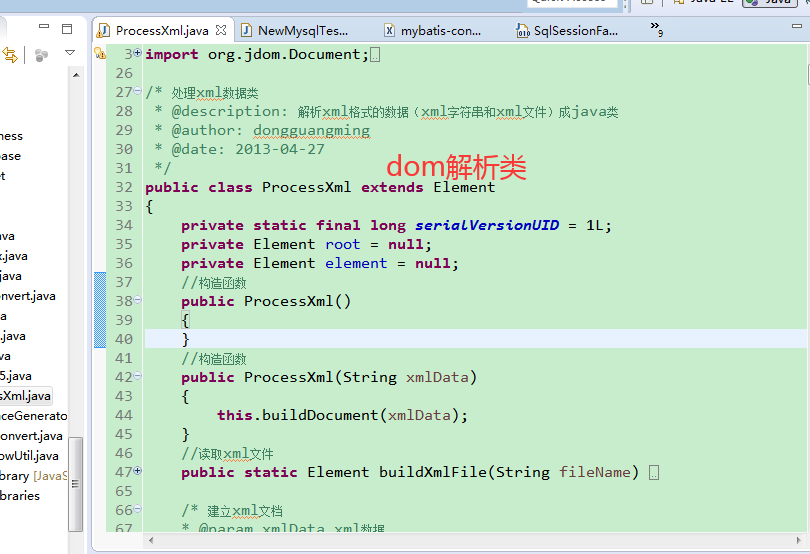 Java
ProcessXml.java
NewMysqlTes...
mybatis-con...
SqlSessionFa...
»9
3 import org.jdom.Document;
26
27 /* 处理xml数据类
28 * @description: 解析xml格式的数据（xml字符串和xml文件）成java类
29 * @author: dongguangming
30 * @date: 2013-04-27
31 */
dom解析类
32 public class ProcessXml extends Element
33 {
34 private static final long serialVersionUID = 1L;
35 private Element root = null;
36 private Element element = null;
37 //构造函数
38 public ProcessXml()
39 {
40 }
41 //构造函数
42 public ProcessXml(String xmlData)
43 {
44 this.buildDocument(xmlData);
45 }
46 //读取xml文件
47 public static Element buildXmlFile(String fileName)
65
66 /* 建立xml文档
67 * @param xmlData xml数据
ness
ase
t
va
x.java
java
nvert.java
a
.java
va
5.java
sXml.java
ceGenerato
onvert.java
owUtil.java
brary [JavaS
braries